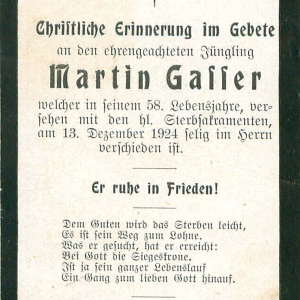 Christliche Erinnerung im Gebete
an den ehrengeachteten Jüngling
Martin Gasser
welcher in seinem 58. Lebensjahre, ver-
sehen mit den hl. Sterbsakramenten,
am 13. Dezember 1924 selig im Herrn
verschieden ist.
Er ruhe in Frieden!
Dem Guten wird das Sterben leicht,
Es ist sein Weg zum Lohne.
Was er gesucht, hat er erreicht:
Bei Gott die Siegeskrone.
Ist ja sein ganzer Lebenslauf
Ein Gang zum lieben Gott hinauf.